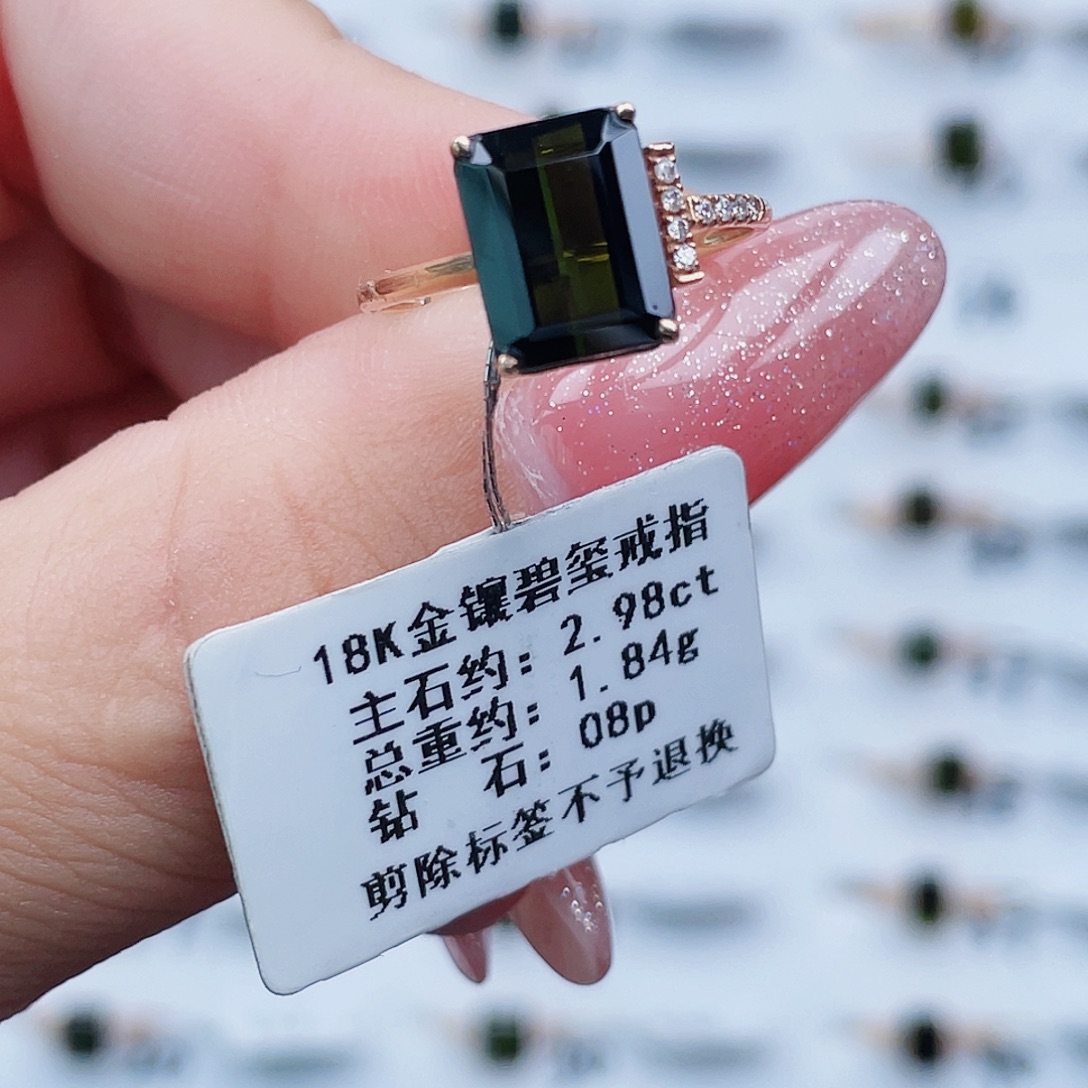 18K金镶碧玺戒指
主石约：2.98ct
总重约：1.84g
钻 石：08p
剪除标签不予退换